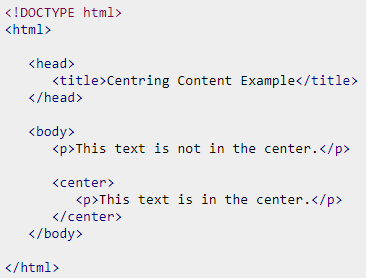 <!DOCTYPE html>
<html>
<head>
<title>Centring Content Example</title>
</head>
<body>
<p>This text is not in the center.</p>
<center>
<p>This text is in the center.</p>
</center>
</body>
</html>